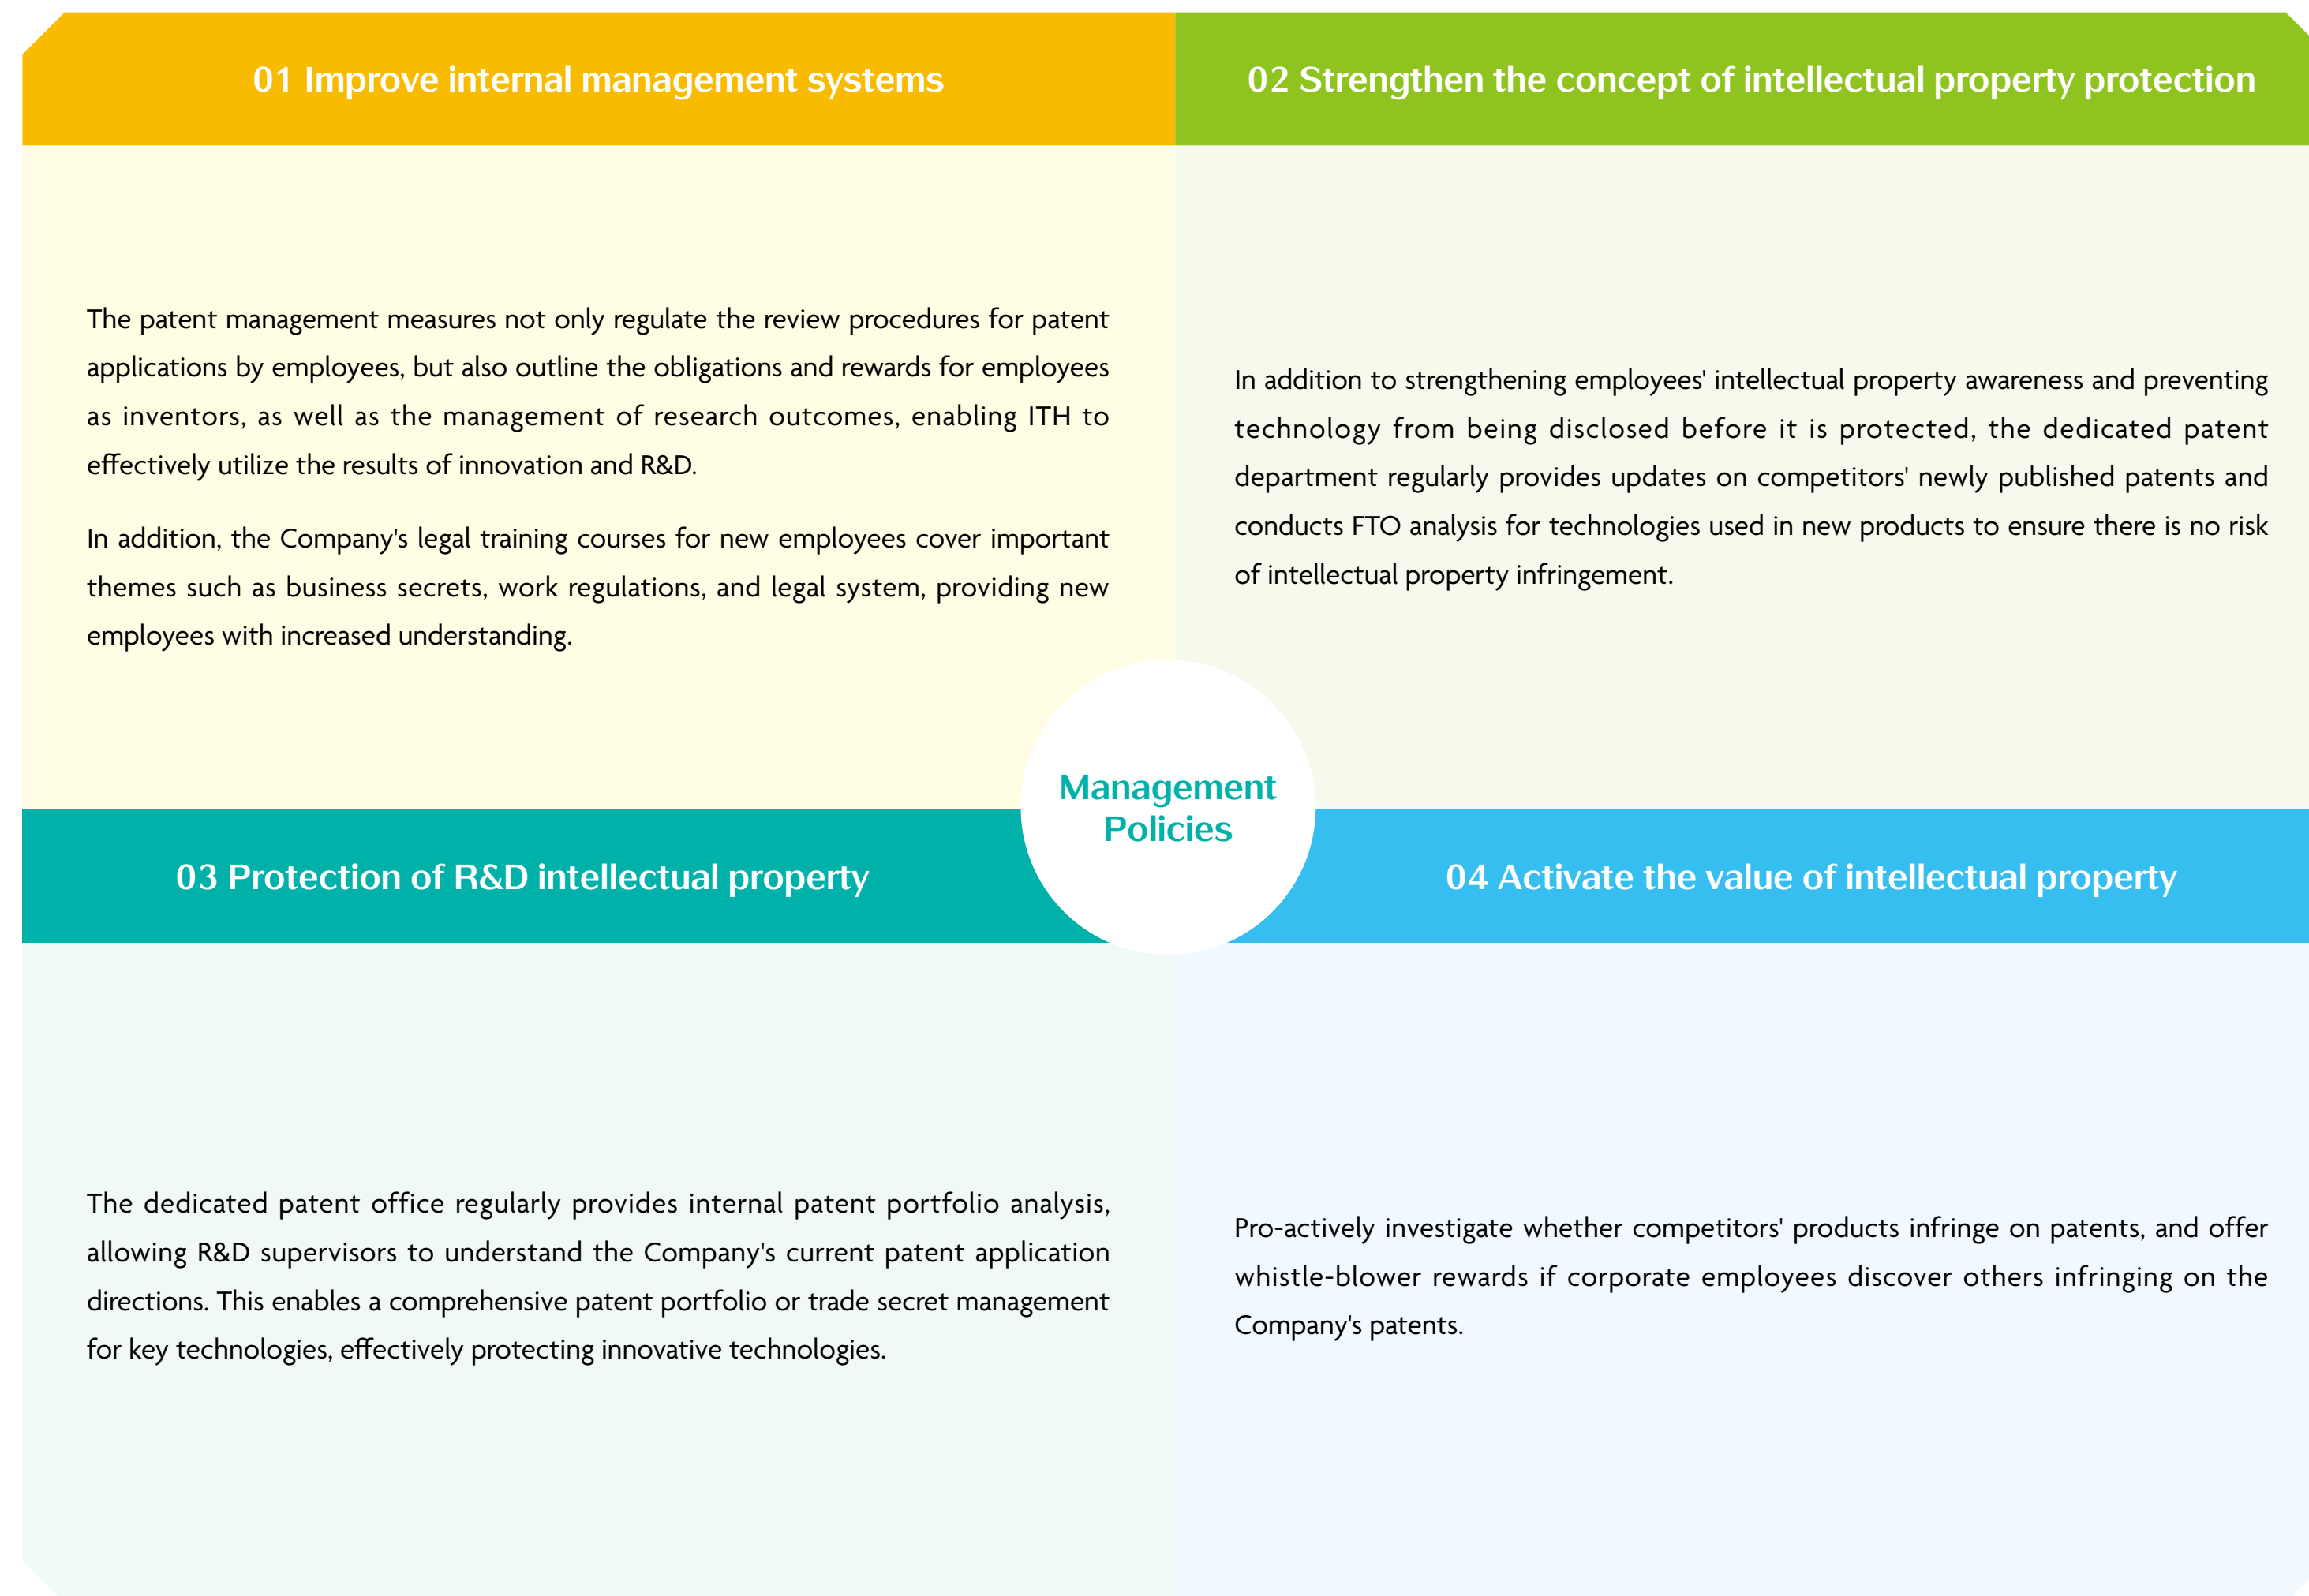 01 Improve internal management systems
The patent management measures not only regulate the review procedures for patent
applications by employees, but also outline the obligations and rewards for employees
as inventors, as well as the management of research outcomes, enabling ITH to
effectively utilize the results of innovation and R&D.
In addition, the Company's legal training courses for new employees cover important
themes such as business secrets, work regulations, and legal system, providing new
employees with increased understanding.
02 Strengthen the concept of intellectual property protection
In addition to strengthening employees' intellectual property awareness and preventing
technology from being disclosed before it is protected, the dedicated patent
department regularly provides updates on competitors' newly published patents and
conducts FTO analysis for technologies used in new products to ensure there is no risk
of intellectual property infringement.
Management
Policies
03 Protection of R&D intellectual property
The dedicated patent office regularly provides internal patent portfolio analysis,
allowing R&D supervisors to understand the Company's current patent application
directions. This enables a comprehensive patent portfolio or trade secret management
for key technologies, effectively protecting innovative technologies.
04 Activate the value of intellectual property
Pro-actively investigate whether competitors' products infringe on patents, and offer
whistle-blower rewards if corporate employees discover others infringing on the
Company's patents.